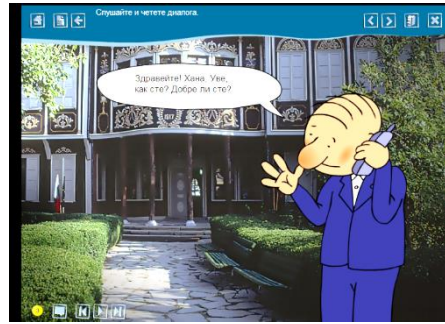 Слушайте и четете диалога.
Здравейте! Хана. Уве,
как сте? Добре ли сте?